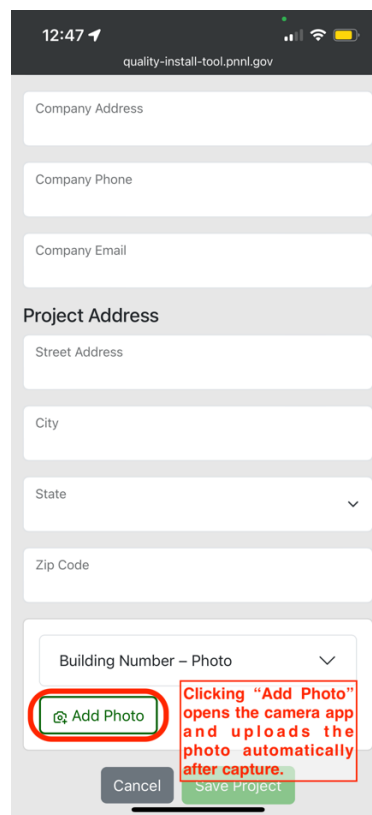 12:47
quality-install-tool.pnnl.gov
Company Address
Company Phone
Company Email
Project Address
Street Address
City
State
Zip Code
Building Number – Photo
Add Photo
Clicking “Add Photo”
opens the camera app
and uploads the
photo automatically
after capture.
Cancel
Save Project